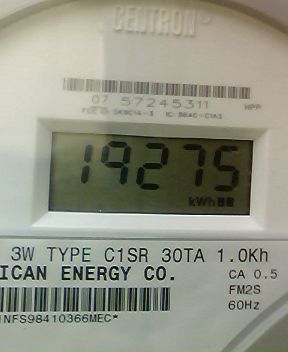 CENTRON
07 57245311
19275
kWh
3W TYPE C1SR 30TA 1.0Kh
ICAN ENERGY CO.
CA 0.5
FM2S
60Hz
NFS98410366MEC*